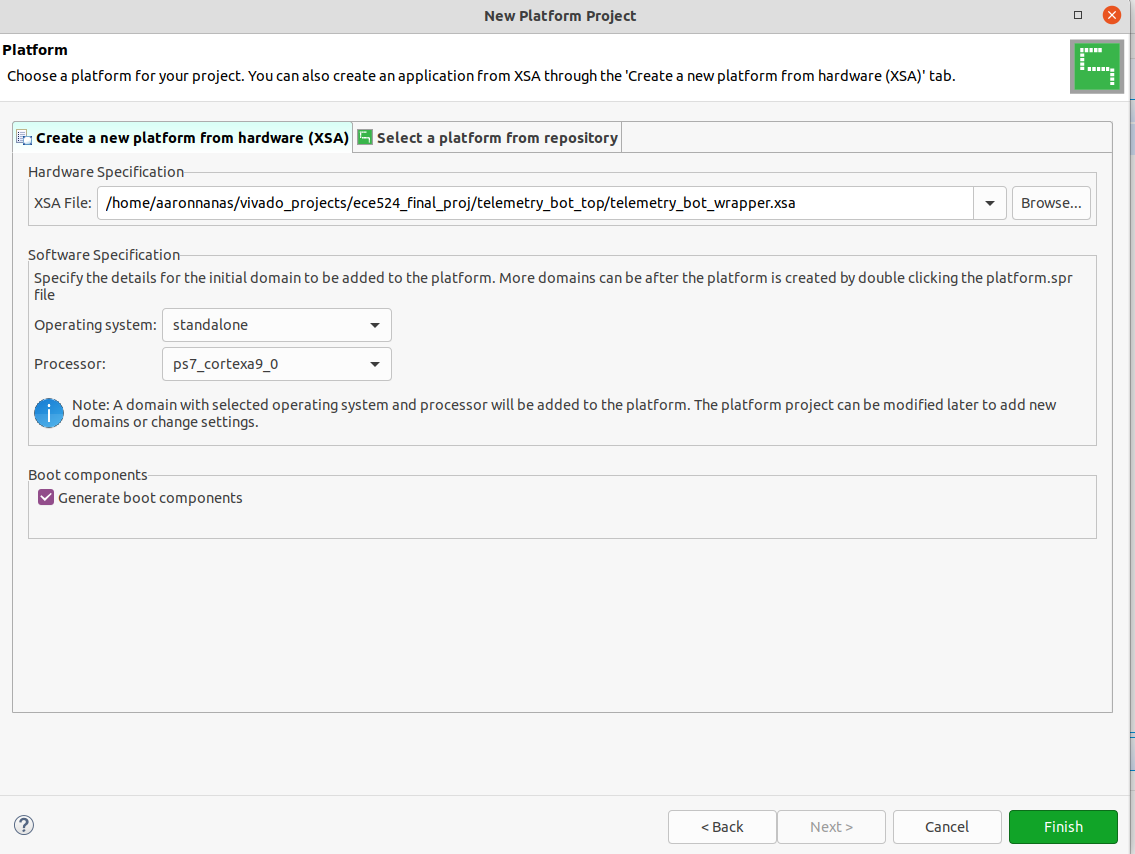 New Platform Project
Platform
Choose a platform for your project. You can also create an application from XSA through the 'Create a new platform from hardware (XSA)' tab.
Create a new platform from hardware (XSA)
Select a platform from repository
Hardware Specification
XSA File:
/home/aaronnanas/vivado_projects/ece524_final_proj/telemetry_bot_top/telemetry_bot_wrapper.xsa
Browse...
Software Specification
Specify the details for the initial domain to be added to the platform. More domains can be after the platform is created by double clicking the platform.spr
file
Operating system:
standalone
Processor:
ps7_cortexa9_0
Note: A domain with selected operating system and processor will be added to the platform. The platform project can be modified later to add new
domains or change settings.
Boot components
Generate boot components
?
< Back
Next >
Cancel
Finish